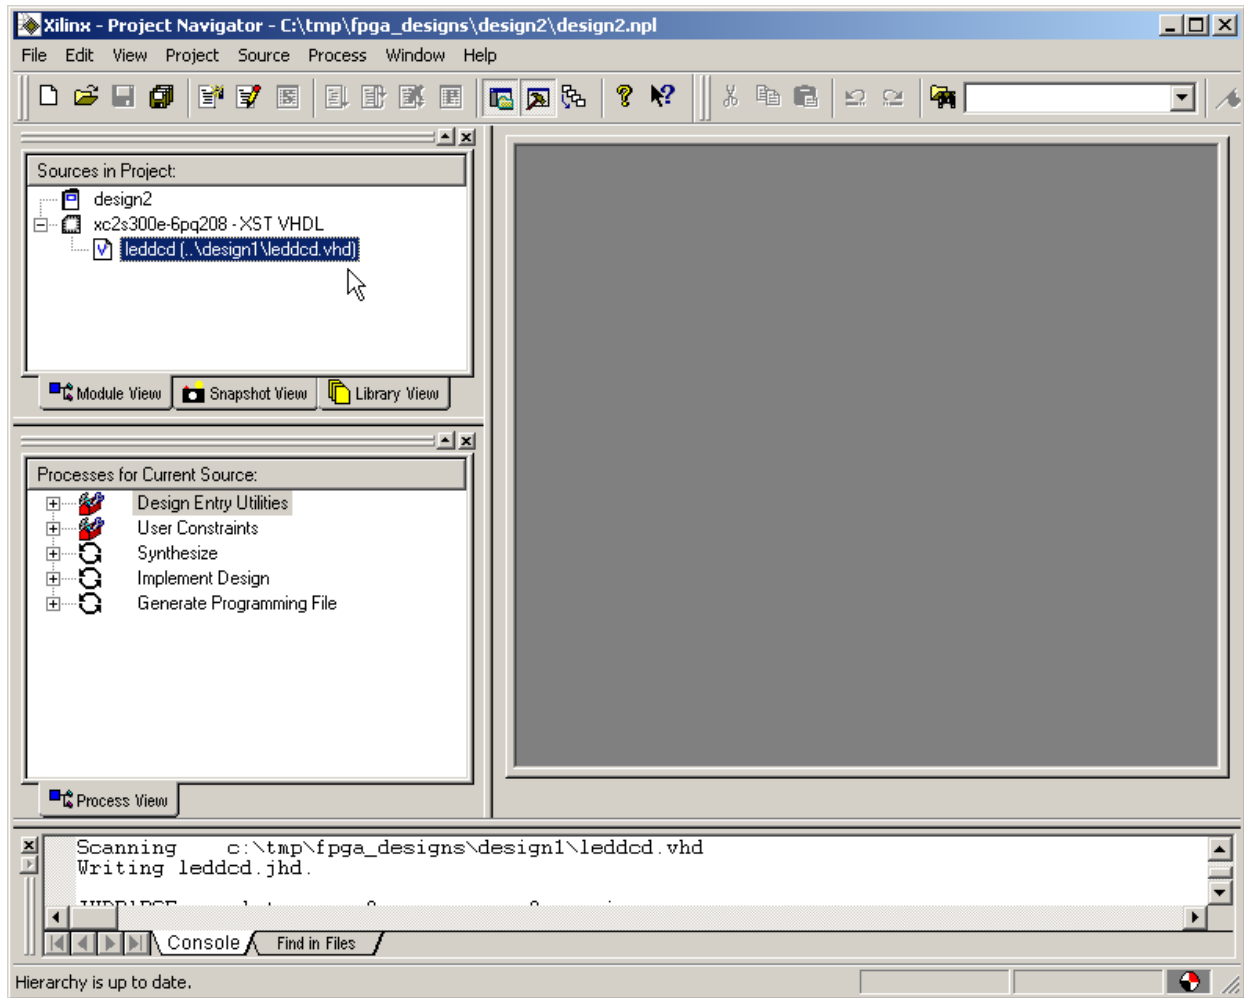 Xilinx - Project Navigator - C:\tmp\fpga_designs\design2\design2.npl
File Edit View Project Source Process Window Help
Sources in Project:
design2
xc2s300e-6pq208 - XST VHDL
leddcd (..\design1\leddcd.vhd)
Module View Snapshot View Library View
Processes for Current Source:
Design Entry Utilities
User Constraints
Synthesize
Implement Design
Generate Programming File
Process View
Scanning c:\tmp\fpga_designs\design1\leddcd.vhd
Writing leddcd.jhd.
Console Find in Files
Hierarchy is up to date.